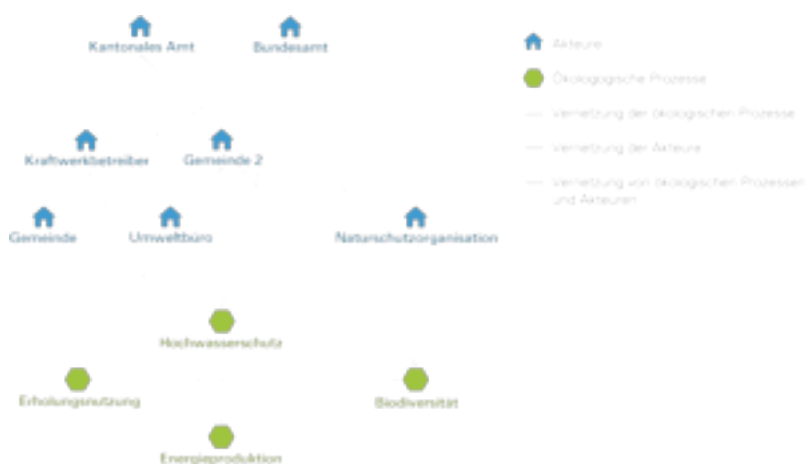 Kantonales Amt
Bundesamt
Kraftwerkbetreiber
Gemeinde 2
Gemeinde
Umweltbüro
Naturschutzorganisation
Hochwasserschutz
Erholungsnutzung
Biodiversität
Energieproduktion
Akteure
Ökologogische Prozesse
Vernetzung der ökologischen Prozesse
Vernetzung der Akteure
Vernetzung von ökologischen Prozessen
und Akteuren